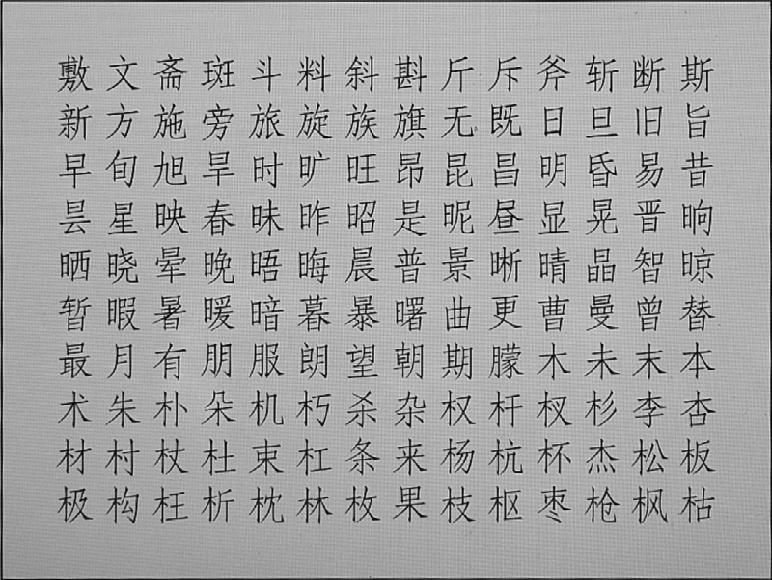 敷文斋斑斗料斜斟斤斥斧斩断斯
新方施旁旅旋族旗无既日旦旧旨
早旬旭旱时旷旺昂昆昌明昏易昔
昙星映春昧昨昭是昵昼显晃晋晌
晒晓晕晚晤晦晨普景晰晴晶智晾
暂暇暑暖暗暮暴曙曲更曹曼曾替
最月有朋服朗望朝期朦木未末本
术朱朴朵机朽杀杂权杆杈杉李杏
材村杖杜束杠条来杨杭杯杰松板
极构枉析枕林枚果枝枢枣枪枫枯